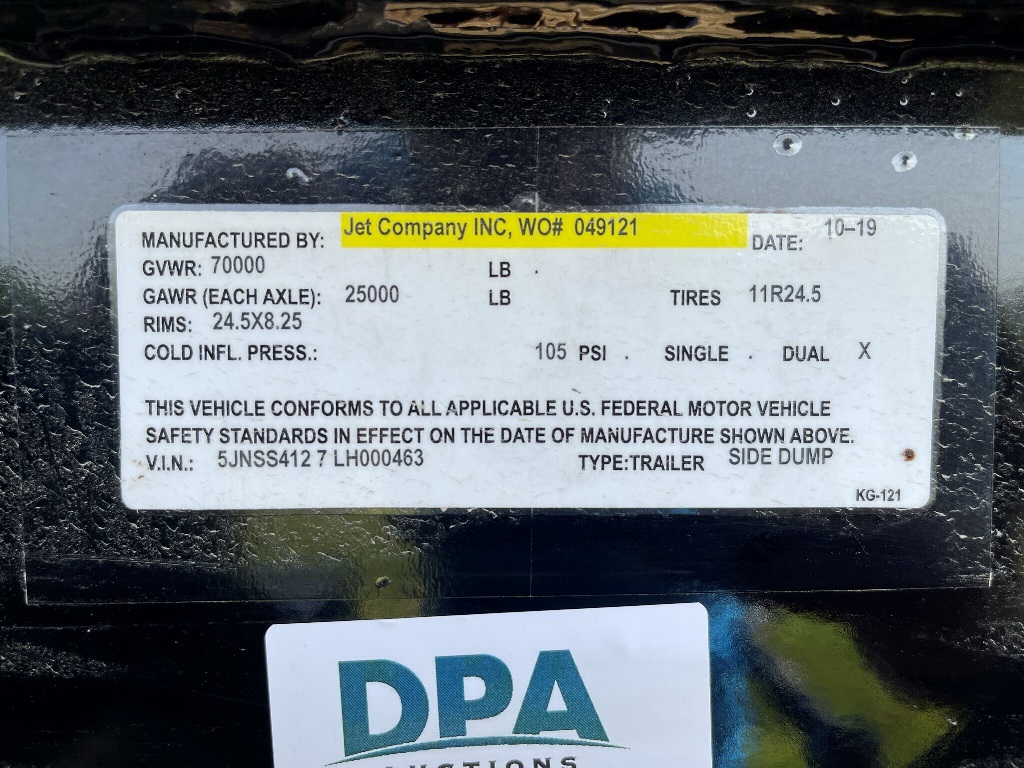 MANUFACTURED BY: Jet Company INC, WO# 049121 DATE: 10–19
GVWR: 70000 LB .
GAWR (EACH AXLE): 25000 LB TIRES 11R24.5
RIMS: 24.5X8.25
COLD INFL. PRESS.: 105 PSI . SINGLE . DUAL X
THIS VEHICLE CONFORMS TO ALL APPLICABLE U.S. FEDERAL MOTOR VEHICLE
SAFETY STANDARDS IN EFFECT ON THE DATE OF MANUFACTURE SHOWN ABOVE.
V.I.N.: 5JNSS412 7 LH000463 TYPE:TRAILER SIDE DUMP
KG-121
DPA
AUCTIONS